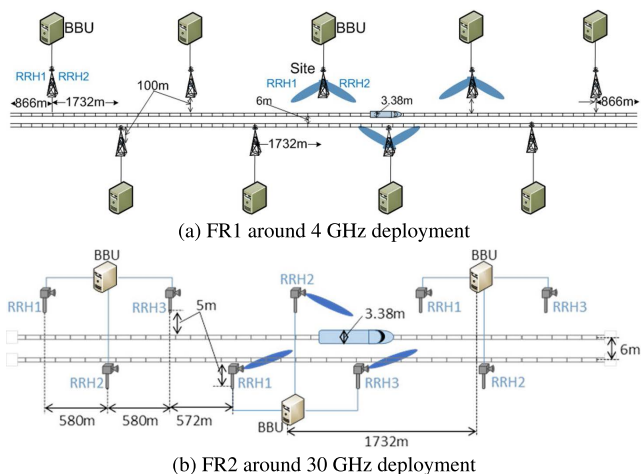 BBU
BBU
Site
RRH1 RRH2
RRH1
RRH2
866m
1732m
100m
6m
3.38m
866m
1732m
(a) FR1 around 4 GHz deployment
BBU
BBU
RRH1
RRH3
RRH2
RRH1
RRH3
5m
3.38m
6m
RRH2
RRH1
RRH3
RRH2
580m
580m
572m
BBU
1732m
(b) FR2 around 30 GHz deployment